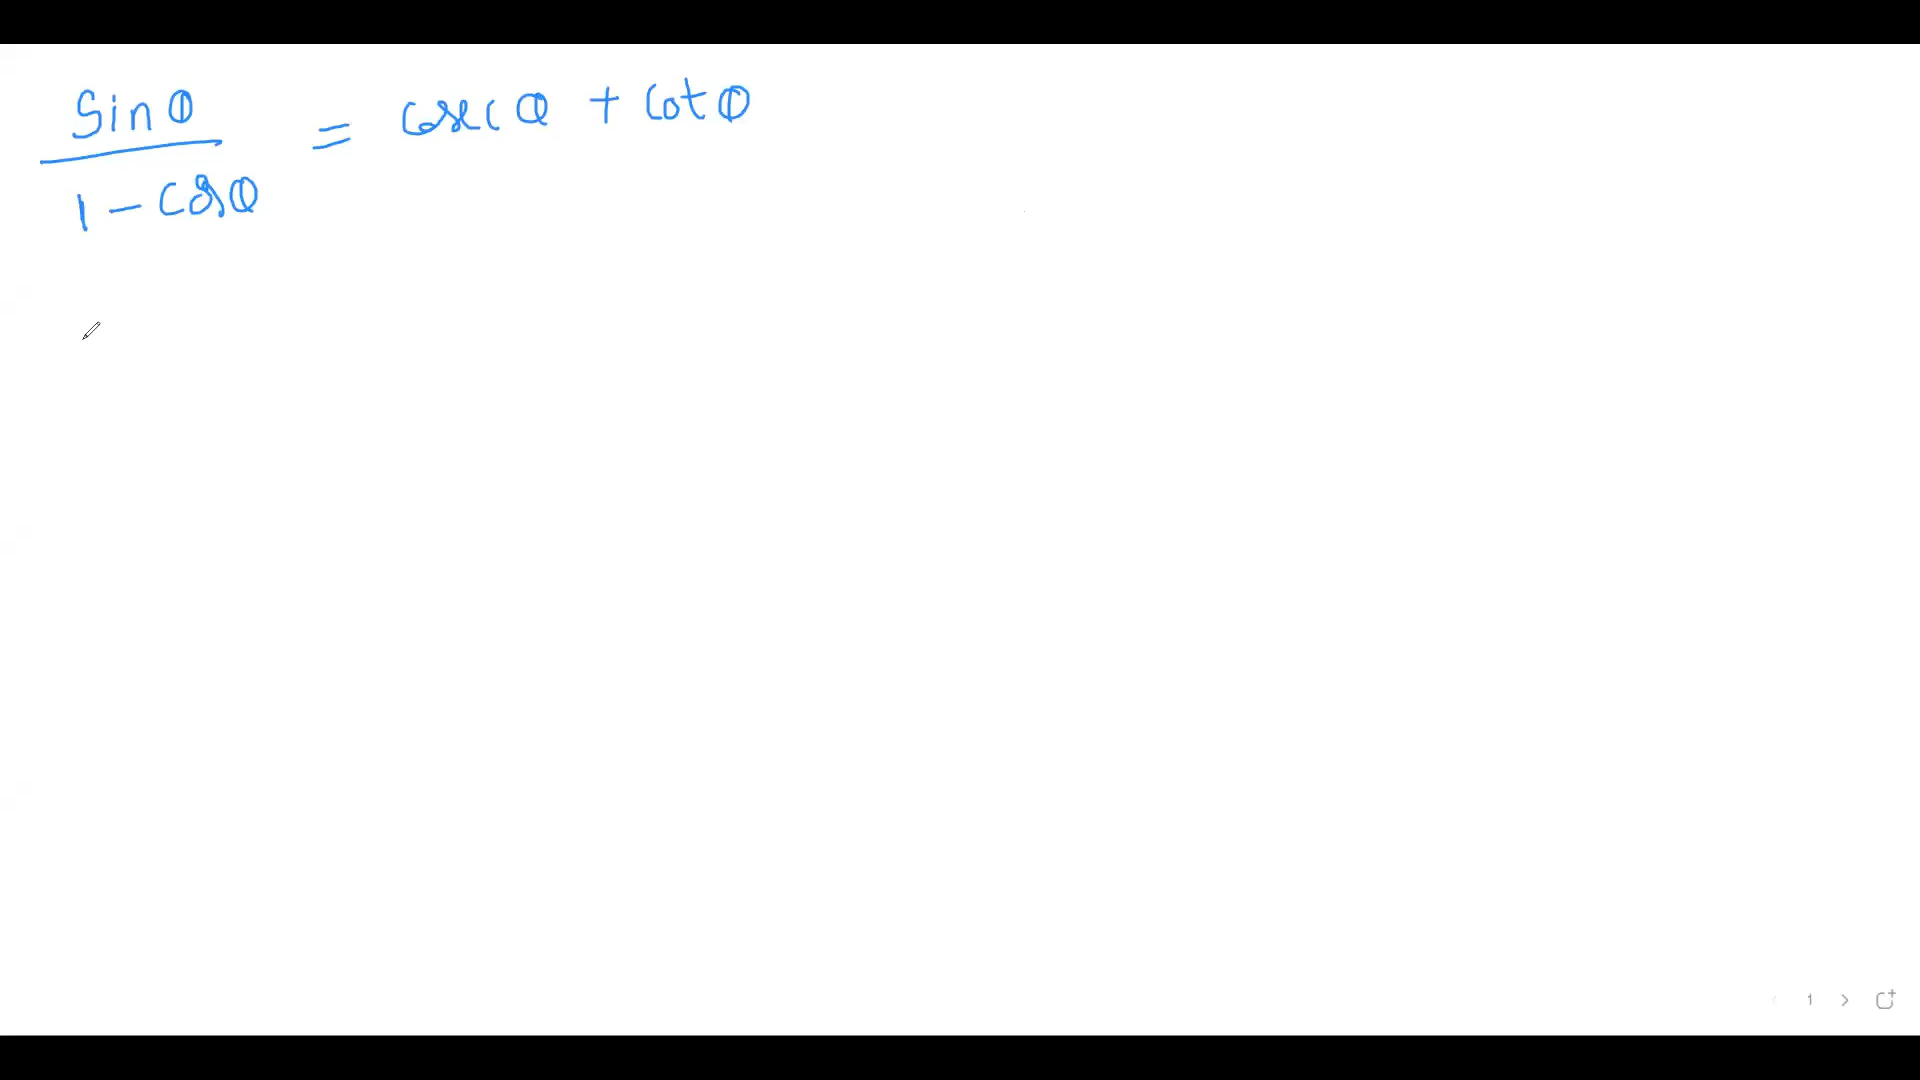 sinθ / 1 - cosθ = cosecθ + cotθ
1